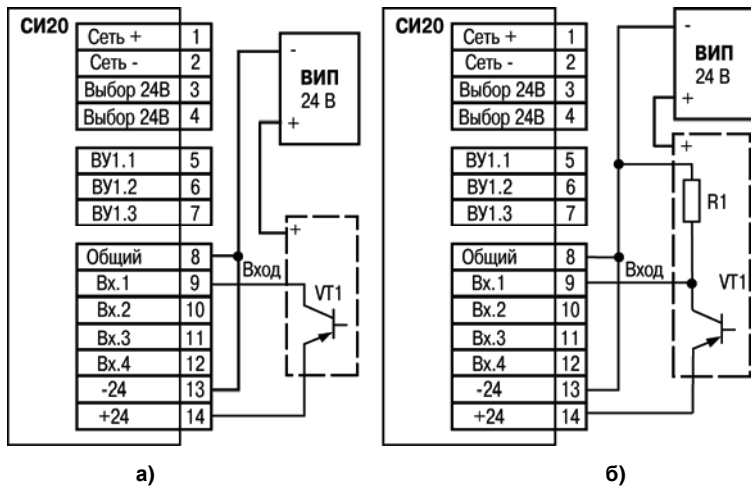 СИ20
Сеть + 1
Сеть - 2
Выбор 24В 3
Выбор 24В 4
ВУ1.1 5
ВУ1.2 6
ВУ1.3 7
Общий 8
Вх.1 9
Вх.2 10
Вх.3 11
Вх.4 12
-24 13
+24 14
-
ВИП
24 В
+
+
Вход
VT1
а)
СИ20
Сеть + 1
Сеть - 2
Выбор 24В 3
Выбор 24В 4
ВУ1.1 5
ВУ1.2 6
ВУ1.3 7
Общий 8
Вх.1 9
Вх.2 10
Вх.3 11
Вх.4 12
-24 13
+24 14
-
ВИП
24 В
+
+
R1
Вход
VT1
б)